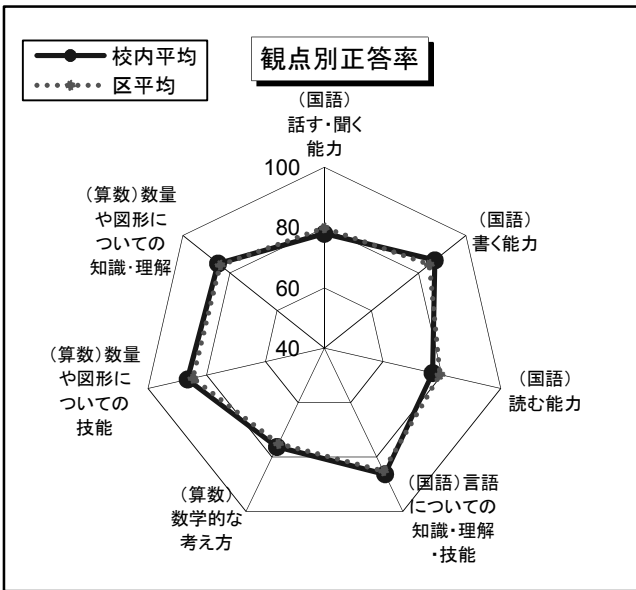 校内平均
区平均
観点別正答率
(国語)
話す・聞く
能力
(国語)
書く能力
(国語)
読む能力
(国語)言語
についての
知識・理解
・技能
(算数)
数学的な
考え方
(算数)数量
や図形に
ついての
技能
(算数)数量
や図形に
ついての
知識・理解
100
80
60
40